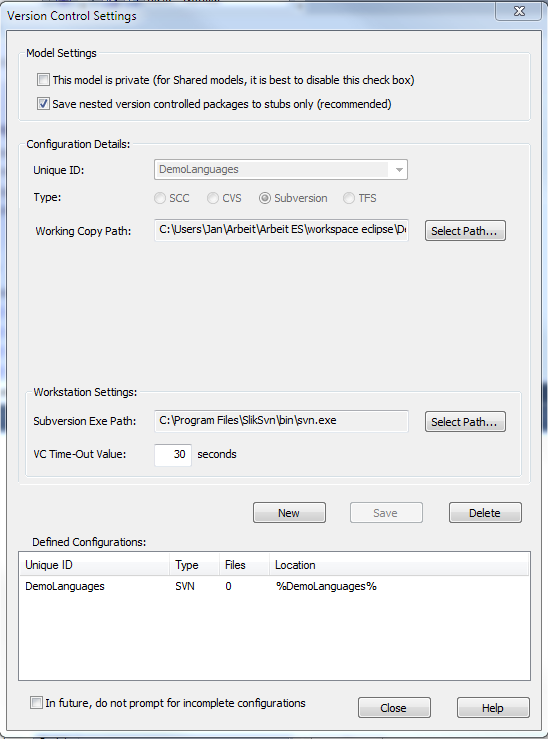 Version Control Settings
Model Settings
This model is private (for Shared models, it is best to disable this check box)
Save nested version controlled packages to stubs only (recommended)
Configuration Details:
Unique ID: DemoLanguages
Type: SCC CVS Subversion TFS
Working Copy Path: C:\Users\Jan\Arbeit\Arbeit ES\workspace eclipse\De Select Path...
Workstation Settings:
Subversion Exe Path: C:\Program Files\SlikSvn\bin\svn.exe Select Path...
VC Time-Out Value: 30 seconds
New Save Delete
Defined Configurations:
Unique ID Type Files Location
DemoLanguages SVN 0 %DemoLanguages%
In future, do not prompt for incomplete configurations
Close Help